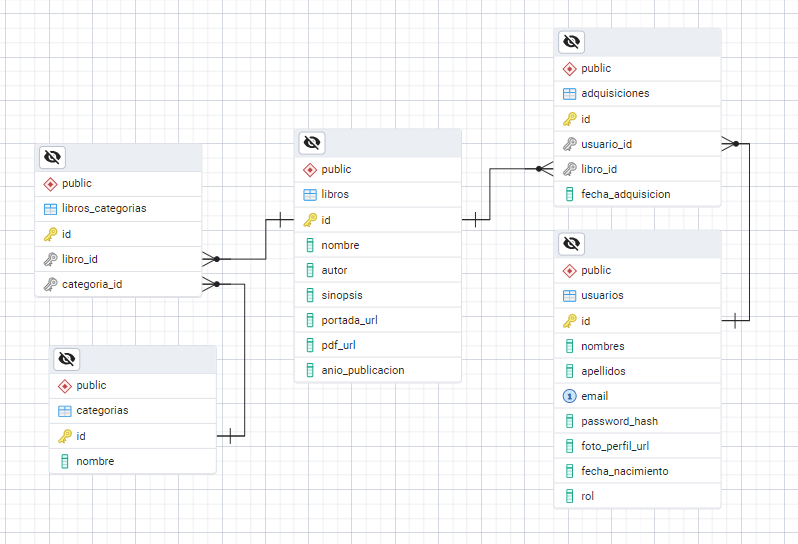 public
libros_categorias
id
libro_id
categoria_id
public
categorias
id
nombre
public
libros
id
nombre
autor
sinopsis
portada_url
pdf_url
anio_publicacion
public
adquisiciones
id
usuario_id
libro_id
fecha_adquisicion
public
usuarios
id
nombres
apellidos
1 email
password_hash
foto_perfil_url
fecha_nacimiento
rol